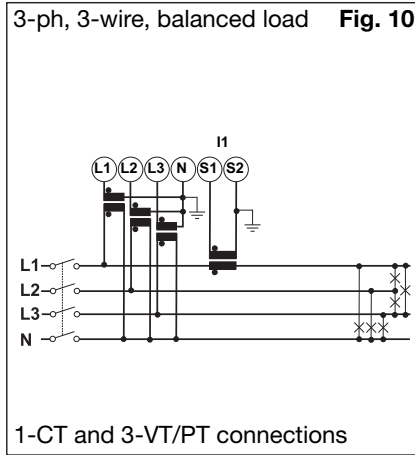 3-ph, 3-wire, balanced load Fig. 10
I1
L1 L2 L3 N S1 S2
L1
L2
L3
N
1-CT and 3-VT/PT connections